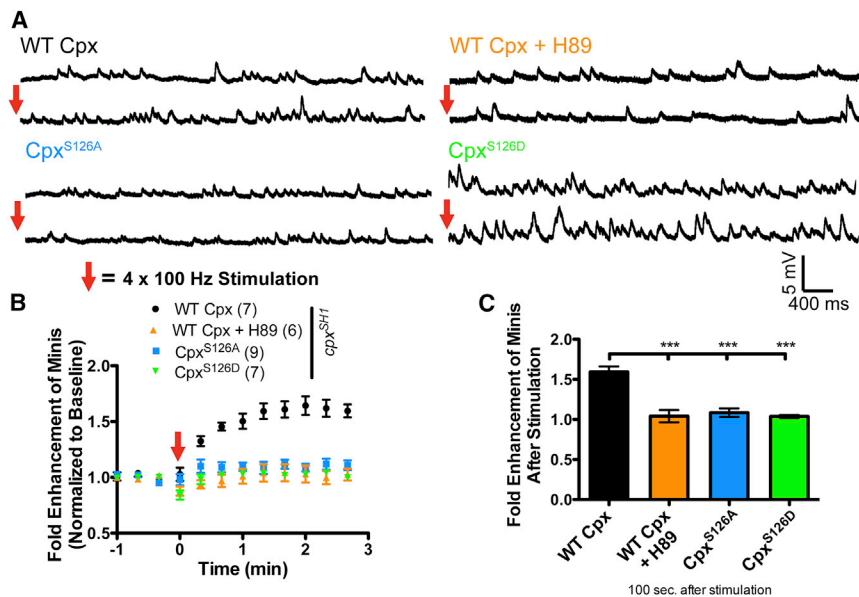 A
WT Cpx
WT Cpx + H89
Cpx^S126A
Cpx^S126D
= 4 x 100 Hz Stimulation
5 mV
400 ms
B
WT Cpx (7)
WT Cpx + H89 (6)
Cpx^S126A (9)
Cpx^S126D (7)
cpx^SH1
Fold Enhancement of Minis
(Normalized to Baseline)
2.0
1.5
1.0
0.5
-1
0
1
2
3
Time (min)
C
Fold Enhancement of Minis
After Stimulation
2.0
1.5
1.0
0.5
0.0
***
***
***
WT Cpx
WT Cpx
+ H89
Cpx^S126A
Cpx^S126D
100 sec. after stimulation